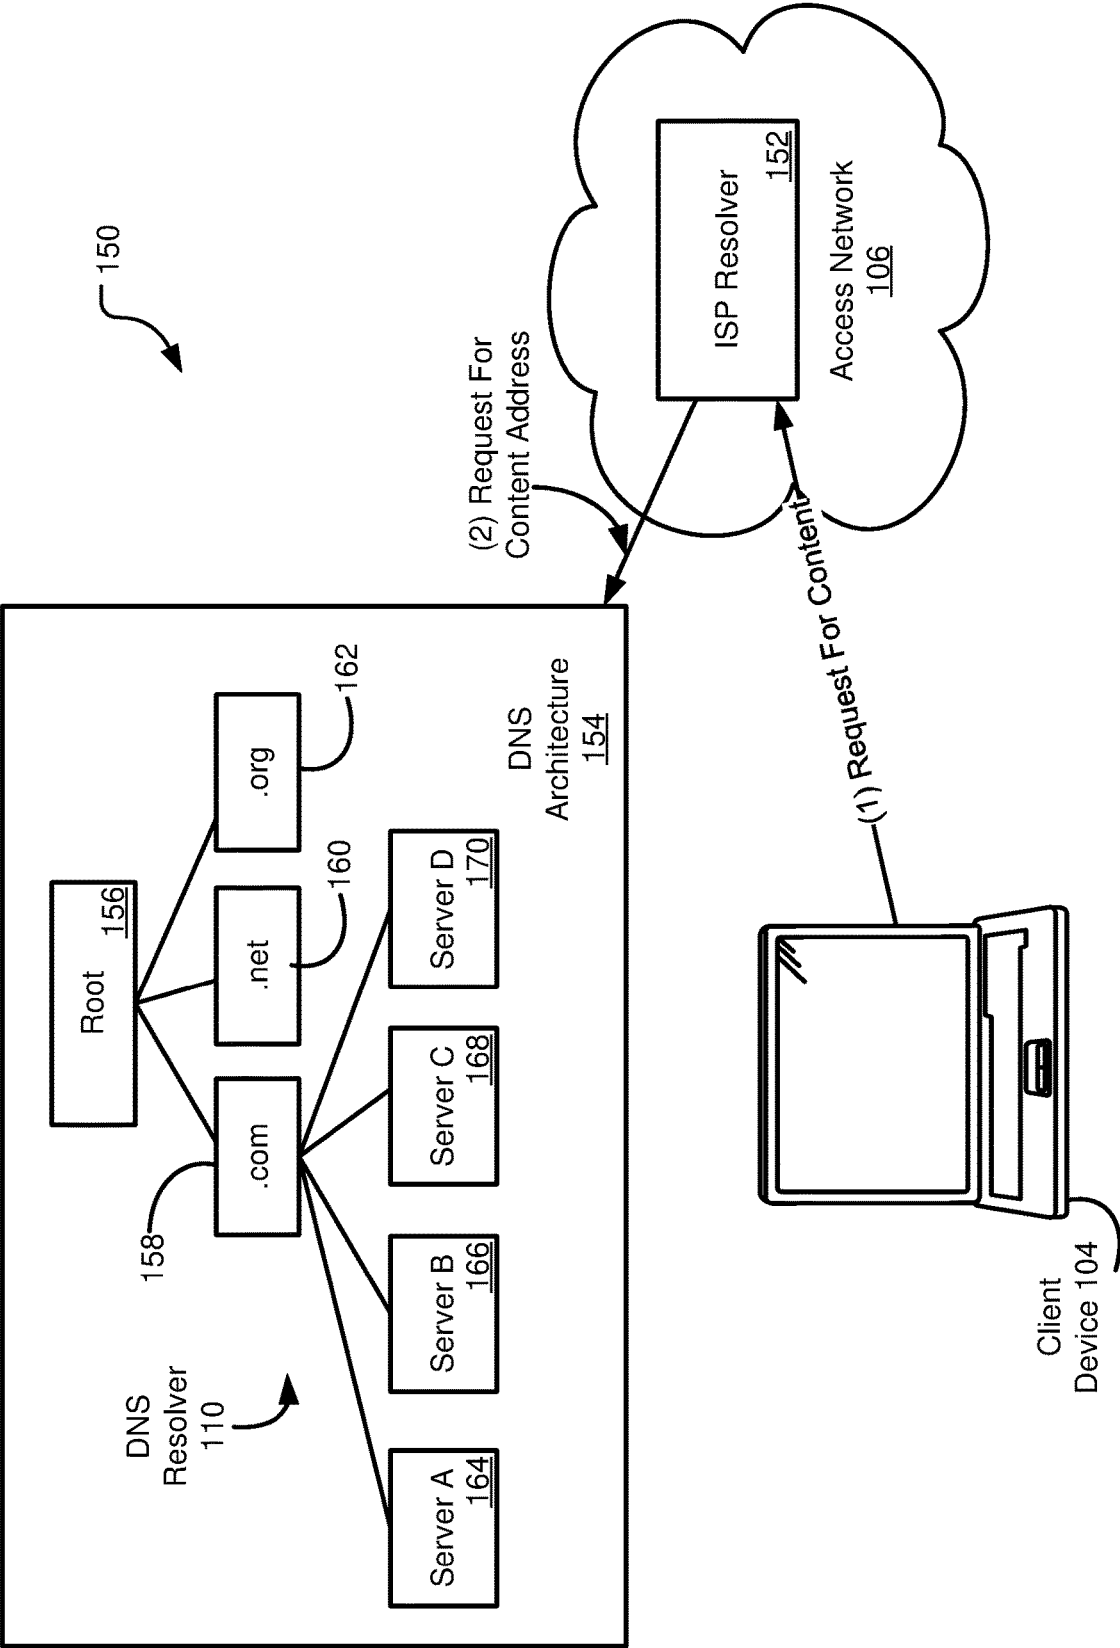 150
Root
156
.com
.net
.org
158
160
162
DNS
Resolver
110
Server A
164
Server B
166
Server C
168
Server D
170
DNS
Architecture
154
(2) Request For
Content Address
ISP Resolver
152
Access Network
106
(1) Request For Content
Client
Device 104